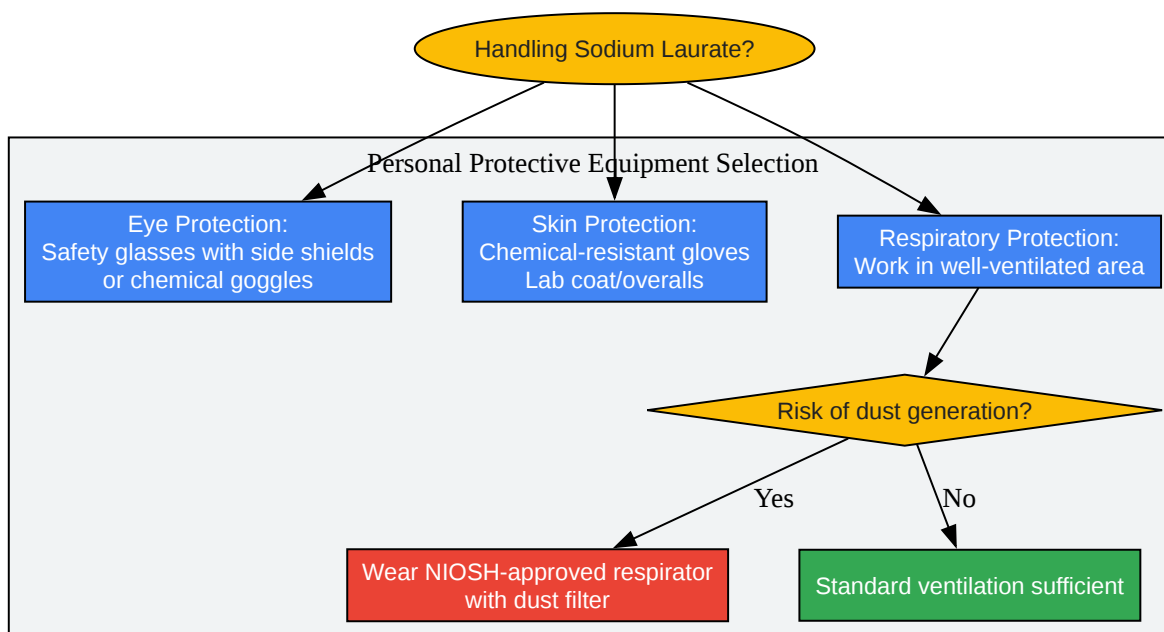 Handling Sodium Laurate?
Personal Protective Equipment Selection
Eye Protection:
Safety glasses with side shields
or chemical goggles
Skin Protection:
Chemical-resistant gloves
Lab coat/overalls
Respiratory Protection:
Work in well-ventilated area
Risk of dust generation?
Yes
No
Wear NIOSH-approved respirator
with dust filter
Standard ventilation sufficient